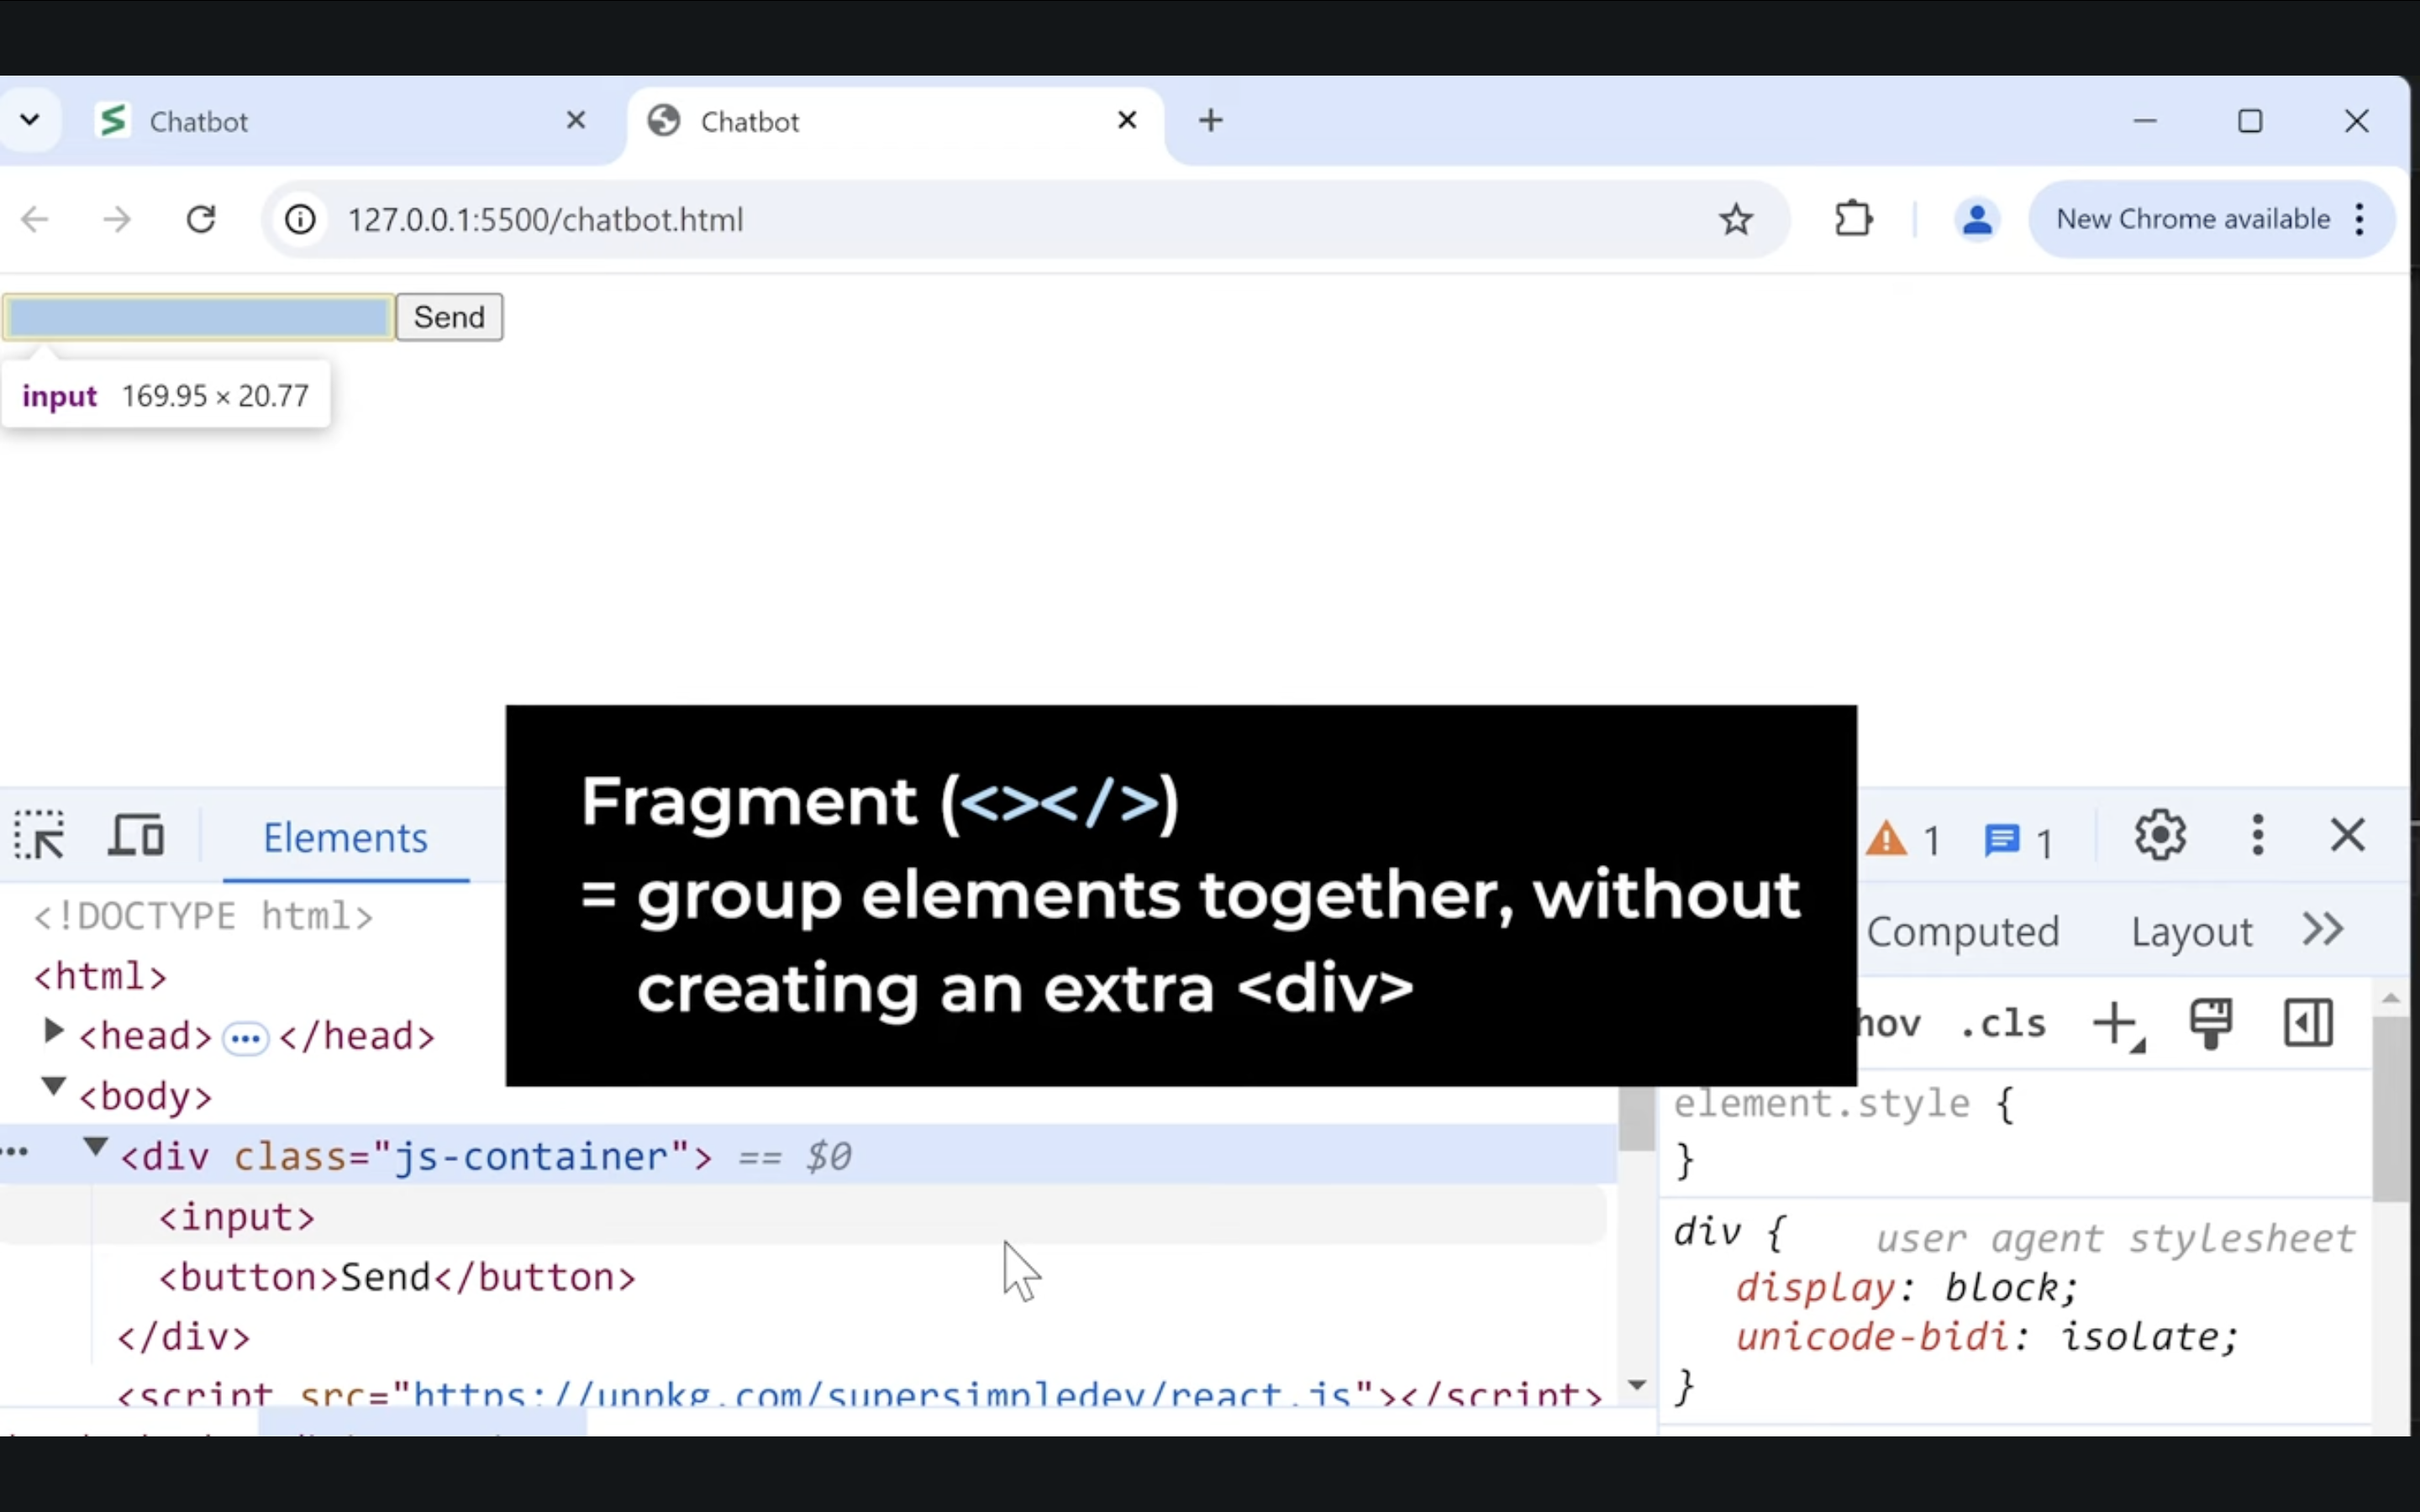 Chatbot
Chatbot
127.0.0.1:5500/chatbot.html
New Chrome available
Send
input 169.95 × 20.77
Fragment (<></>)
= group elements together, without
creating an extra <div>
Elements
1
1
<!DOCTYPE html>
<html>
<head> ••• </head>
<body>
<div class="js-container"> == $0
<input>
<button>Send</button>
</div>
<script src="https://unpkg.com/supersimpledev/react.js"></script>
Computed
Layout
.cls
element.style {
}
div {
user agent stylesheet
display: block;
unicode-bidi: isolate;
}